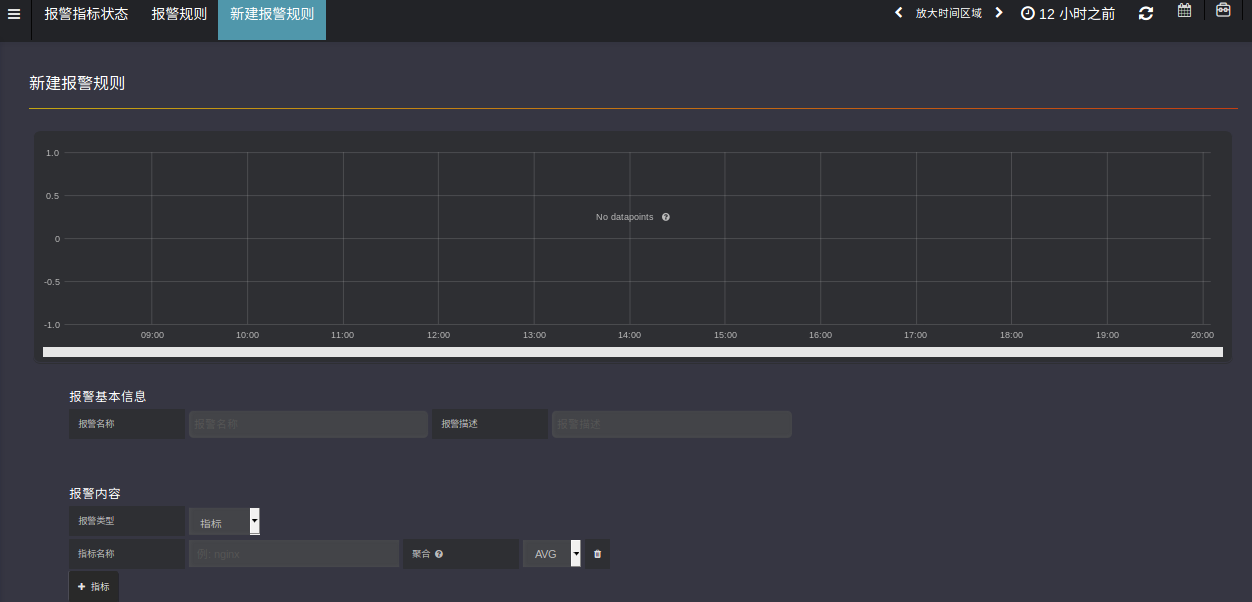 报警指标状态 报警规则 新建报警规则 放大时间区域 12 小时之前
新建报警规则
1.0
0.5
No datapoints
0
-0.5
-1.0
09:00 10:00 11:00 12:00 13:00 14:00 15:00 16:00 17:00 18:00 19:00 20:00
报警基本信息
报警名称 报警名称 报警描述 报警描述
报警内容
报警类型 指标
指标名称 例: nginx 聚合 AVG
+ 指标